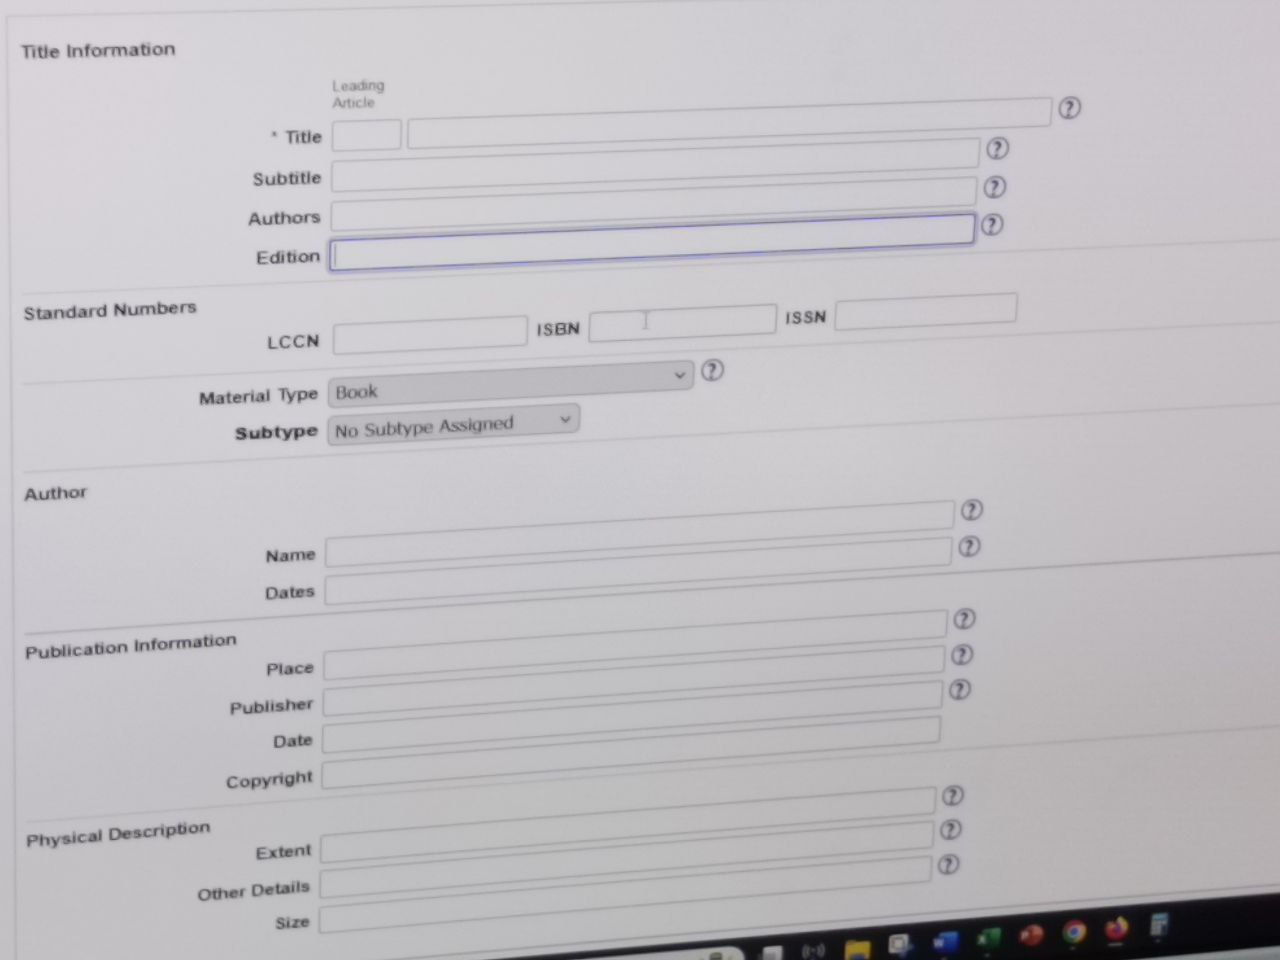 Title Information
Leading
Article
* Title
Subtitle
Authors
Edition
Standard Numbers
LCCN ISBN ISSN
Material Type Book
Subtype No Subtype Assigned
Author
Name
Dates
Publication Information
Place
Publisher
Date
Copyright
Physical Description
Extent
Other Details
Size